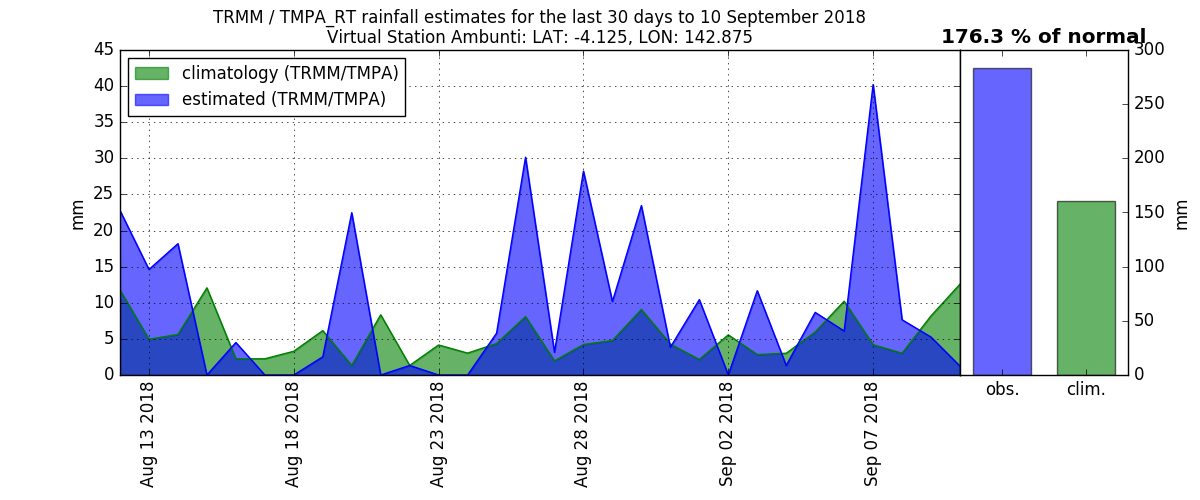 TRMM / TMPA_RT rainfall estimates for the last 30 days to 10 September 2018
Virtual Station Ambunti: LAT: -4.125, LON: 142.875
176.3 % of normal
climatology (TRMM/TMPA)
estimated (TRMM/TMPA)
mm
45
40
35
30
25
20
15
10
5
0
Aug 13 2018
Aug 18 2018
Aug 23 2018
Aug 28 2018
Sep 02 2018
Sep 07 2018
300
250
200
150
100
50
0
mm
obs.
clim.